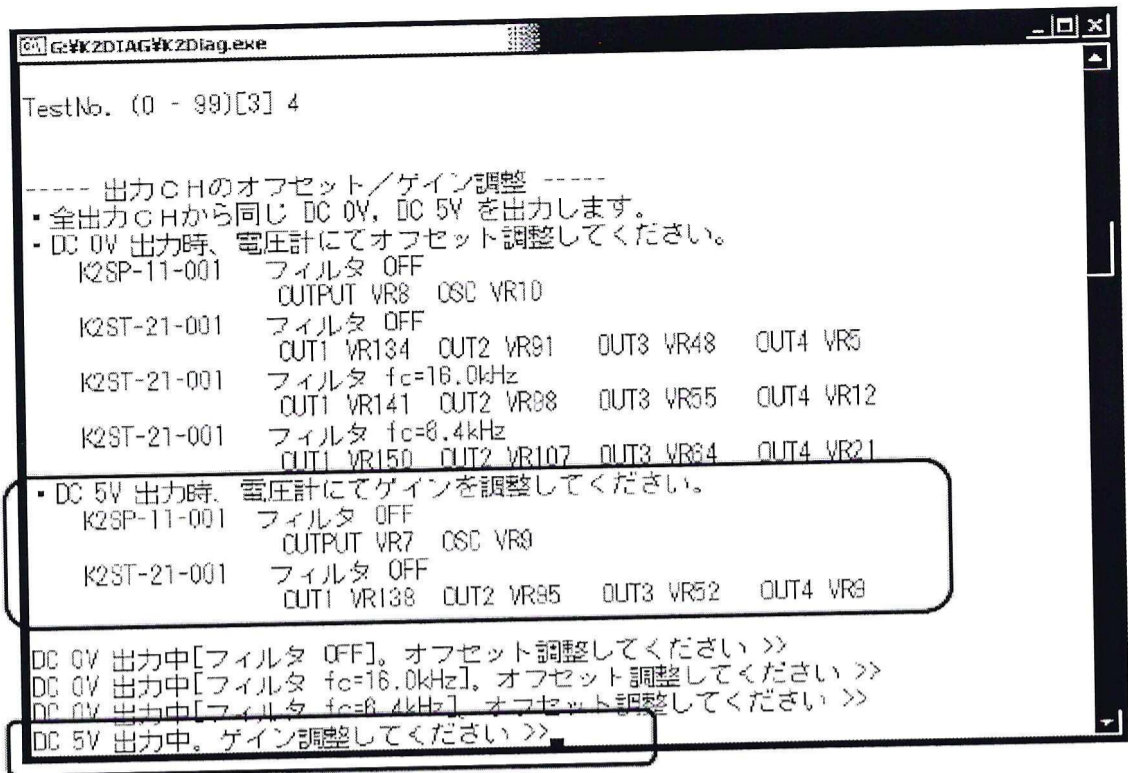 G:¥K2DIAG¥K2Diag.exe
TestNo. (0 - 99)[3] 4
----- 出力ＣＨのオフセット／ゲイン調整 -----
・全出力ＣＨから同じ DC 0V, DC 5V を出力します。
・DC 0V 出力時、電圧計にてオフセット調整してください。
K2SP-11-001 フィルタ OFF
OUTPUT VR8 OSC VR10
K2ST-21-001 フィルタ OFF
OUT1 VR134 OUT2 VR91 OUT3 VR48 OUT4 VR5
K2ST-21-001 フィルタ fc=16.0kHz
OUT1 VR141 OUT2 VR98 OUT3 VR55 OUT4 VR12
K2ST-21-001 フィルタ fc=6.4kHz
OUT1 VR150 OUT2 VR107 OUT3 VR64 OUT4 VR21
・DC 5V 出力時、電圧計にてゲインを調整してください。
K2SP-11-001 フィルタ OFF
OUTPUT VR7 OSC VR9
K2ST-21-001 フィルタ OFF
OUT1 VR138 OUT2 VR95 OUT3 VR52 OUT4 VR9
DC 0V 出力中[フィルタ OFF]。オフセット調整してください >>
DC 0V 出力中[フィルタ fc=16.0kHz]。オフセット調整してください >>
DC 0V 出力中[フィルタ fc=6.4kHz]。オフセット調整してください >>
DC 5V 出力中。ゲイン調整してください >>